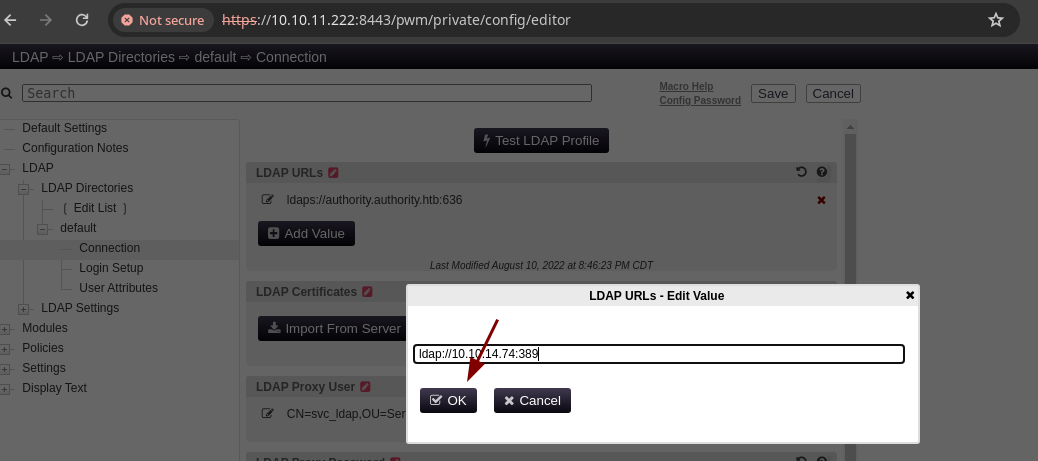 Not secure https://10.10.11.222:8443/pwm/private/config/editor
LDAP ⇨ LDAP Directories ⇨ default ⇨ Connection
Search
Macro Help
Config Password
Save
Cancel
Default Settings
Configuration Notes
LDAP
LDAP Directories
[ Edit List ]
default
Connection
Login Setup
User Attributes
LDAP Settings
Modules
Policies
Settings
Display Text
Test LDAP Profile
LDAP URLs
ldaps://authority.authority.htb:636
Add Value
Last Modified August 10, 2022 at 8:46:23 PM CDT
LDAP Certificates
Import From Server
LDAP Proxy User
CN=svc_ldap,OU=Ser
LDAP Proxy Password
LDAP URLs - Edit Value
ldap://10.10.14.74:389
OK
Cancel